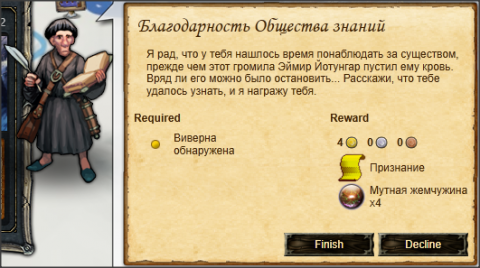 2
Благодарность Общества знаний
Я рад, что у тебя нашлось время понаблюдать за существом,
прежде чем этот громила Эймир Йотунгар пустил ему кровь.
Вряд ли его можно было остановить... Расскажи, что тебе
удалось узнать, и я награжу тебя.
Required
Виверна
обнаружена
Reward
4 0 0
Признание
Мутная жемчужина
x4
Finish
Decline